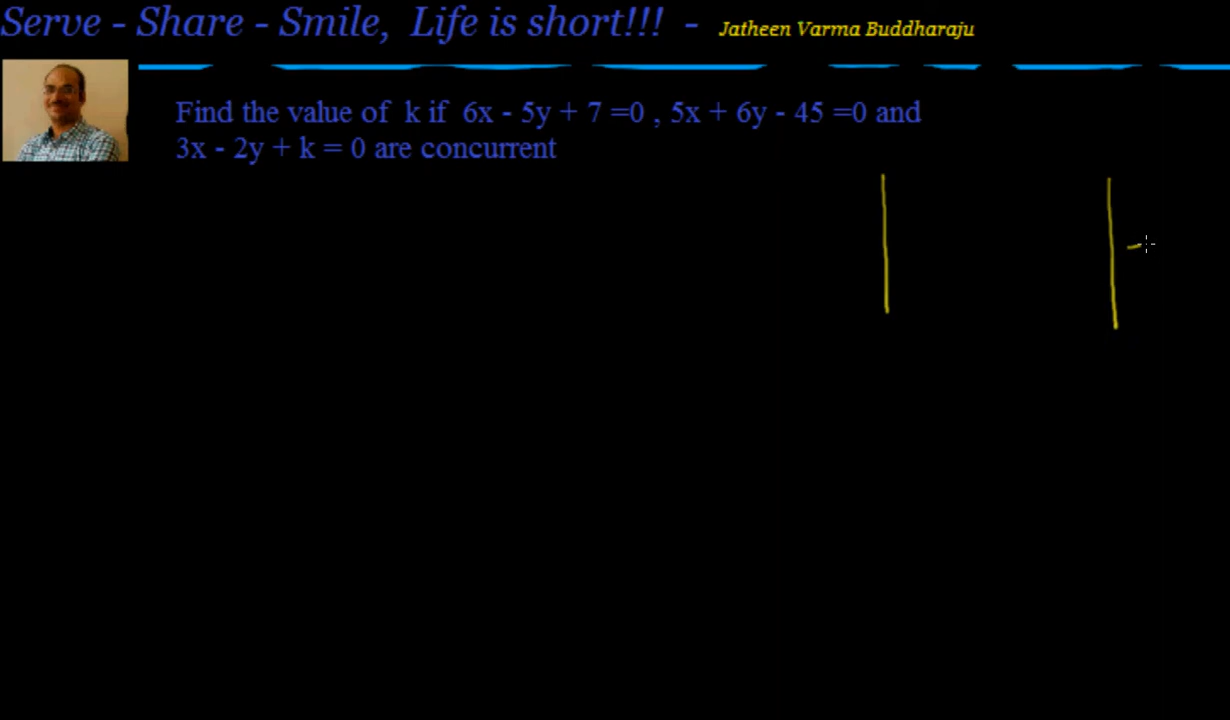 Serve - Share - Smile, Life is short!!! - Jatheen Varma Buddharaju
Find the value of k if 6x - 5y + 7 =0 , 5x + 6y - 45 =0 and
3x - 2y + k = 0 are concurrent